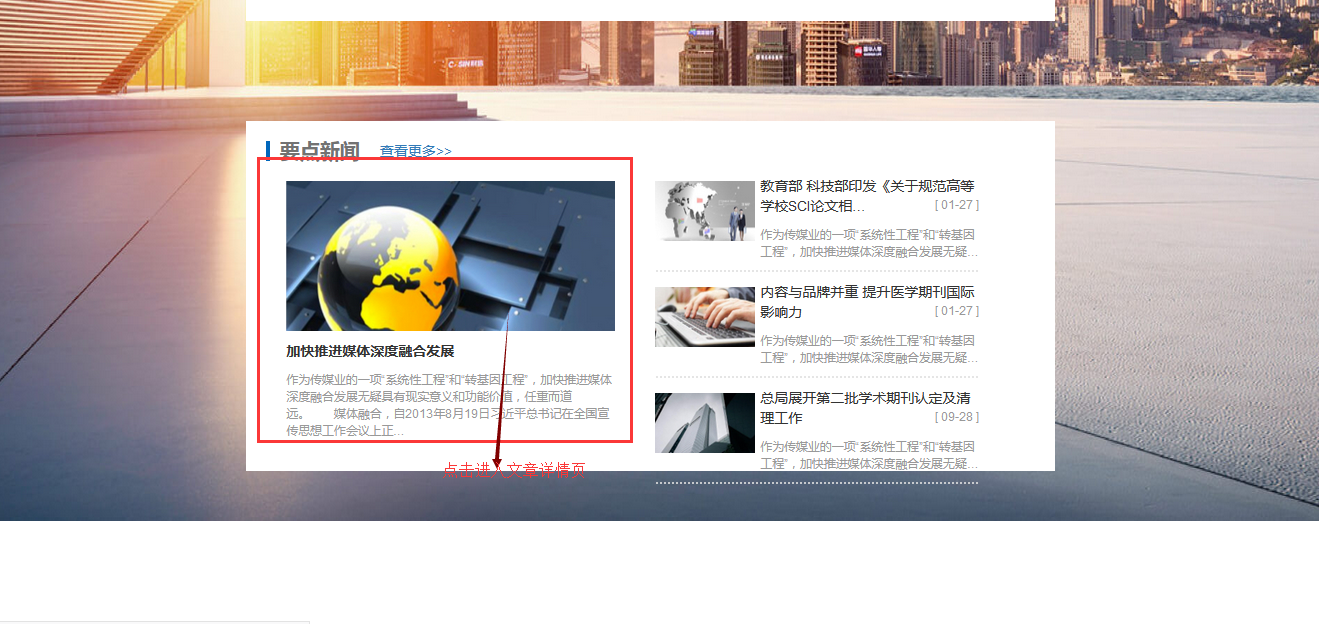 要点新闻 查看更多>>
加快推进媒体深度融合发展
作为传媒业的一项“系统性工程”和“转基因工程”，加快推进媒体
深度融合发展无疑具有现实意义和功能价值，任重而道
远。 媒体融合，自2013年8月19日习近平总书记在全国宣
传思想工作会议上正...
点击进入文章详情页
教育部 科技部印发《关于规范高等
学校SCI论文相... [ 01-27 ]
作为传媒业的一项“系统性工程”和“转基因
工程”，加快推进媒体深度融合发展无疑...
内容与品牌并重 提升医学期刊国际
影响力 [ 01-27 ]
作为传媒业的一项“系统性工程”和“转基因
工程”，加快推进媒体深度融合发展无疑...
总局展开第二批学术期刊认定及清
理工作 [ 09-28 ]
作为传媒业的一项“系统性工程”和“转基因
工程”，加快推进媒体深度融合发展无疑...